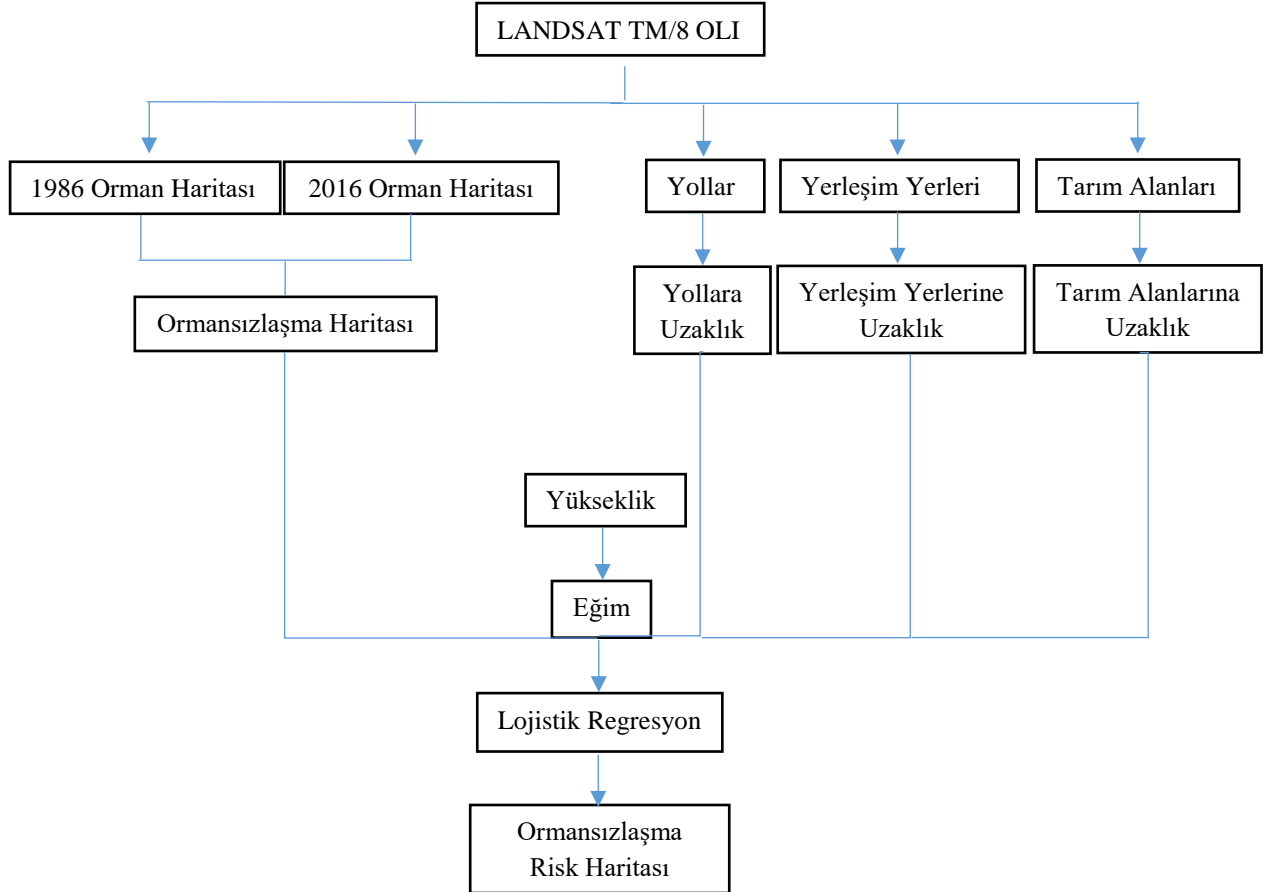 LANDSAT TM/8 OLI
1986 Orman Haritası
2016 Orman Haritası
Yollar
Yerleşim Yerleri
Tarım Alanları
Ormansızlaşma Haritası
Yollara
Uzaklık
Yerleşim Yerlerine
Uzaklık
Tarım Alanlarına
Uzaklık
Yükseklik
Eğim
Lojistik Regresyon
Ormansızlaşma
Risk Haritası